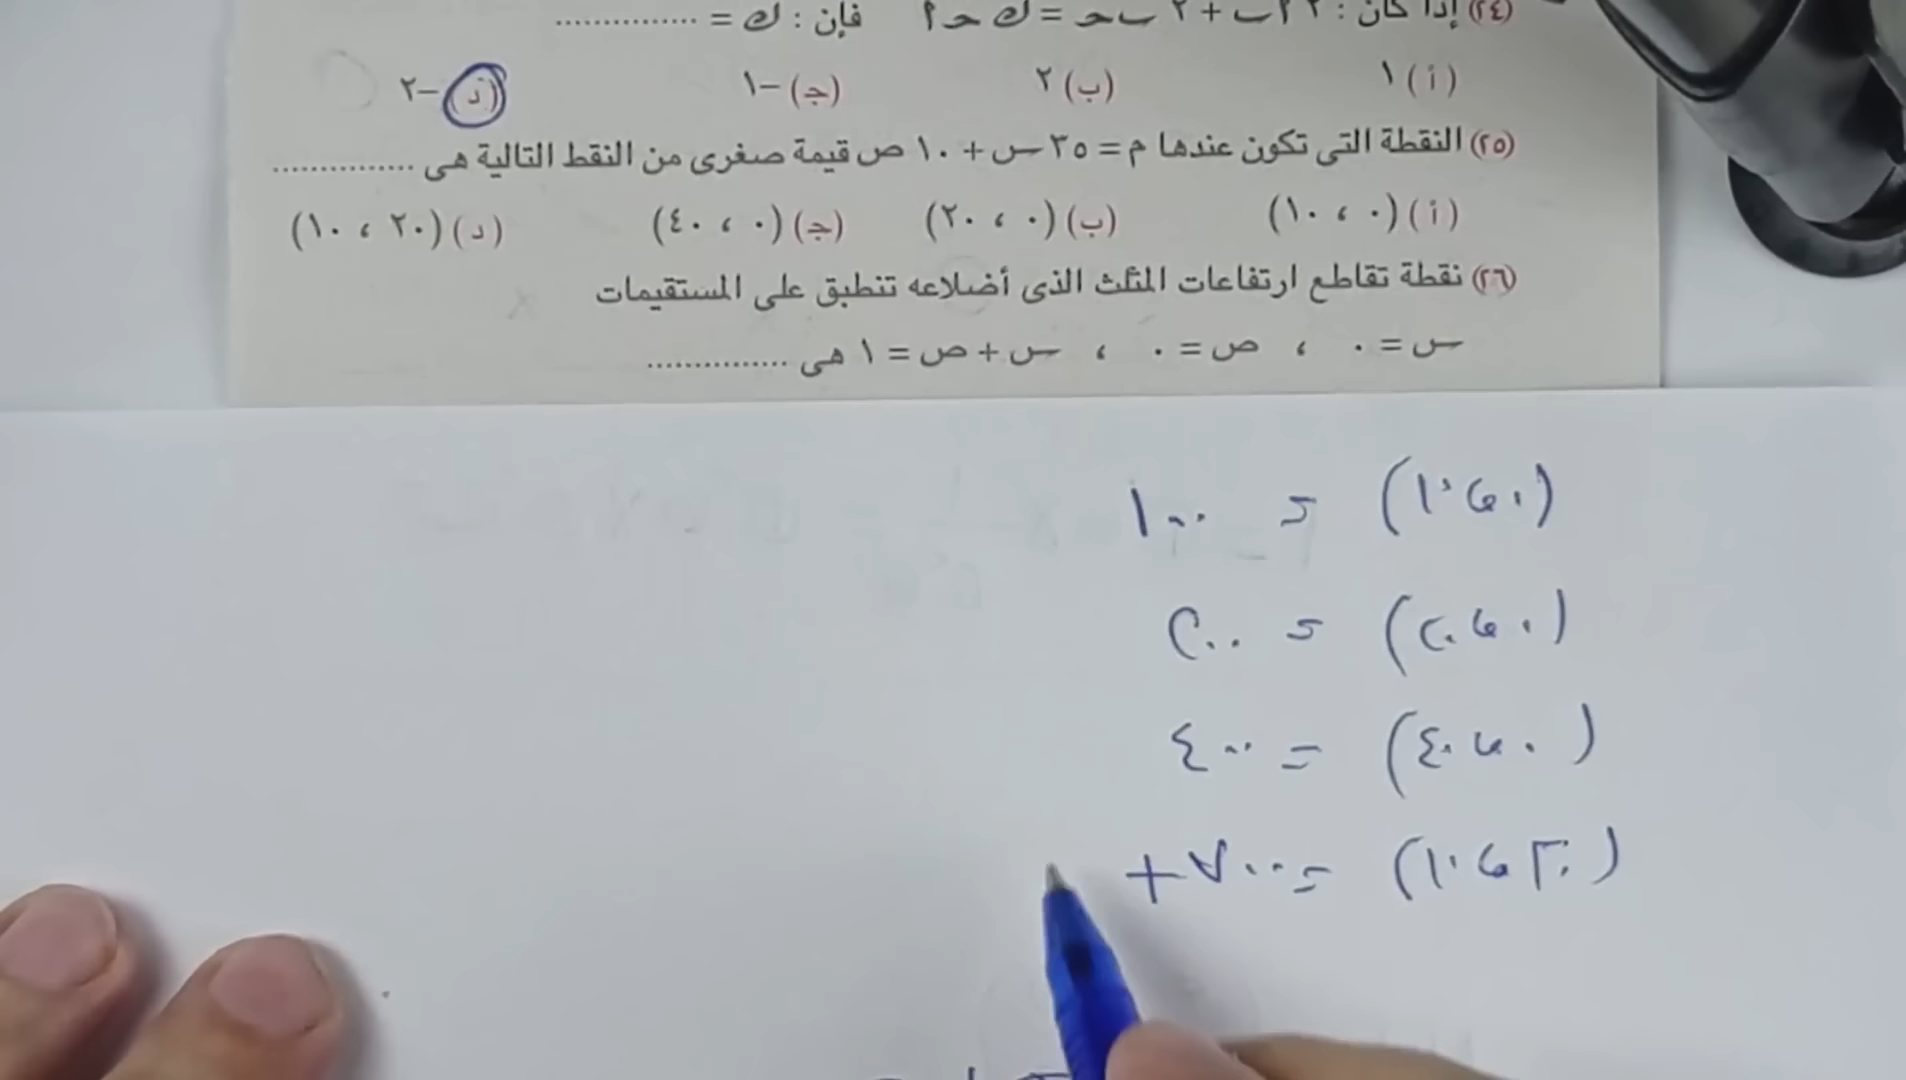 (٢٤) إذا كان : ٢ أ ب + ٢ ب حـ = ك حـ أ فإن : ك = ...............
(أ) ١ (ب) ٢ (جـ) -١ (د) -٢
(٢٥) النقطة التى تكون عندها م = ٣٥ س + ١٠ ص قيمة صغرى من النقط التالية هى ...............
(أ) (٠ ، ١٠) (ب) (٠ ، ٢٠) (جـ) (٠ ، ٤٠) (د) (٢٠ ، ١٠)
(٢٦) نقطة تقاطع ارتفاعات المثلث الذى أضلاعه تنطبق على المستقيمات
س = ٠ ، ص = ٠ ، س + ص = ١ هى ...............
(٠ ، ١٠) = ١٠٠
(٠ ، ٢٠) = ٢٠٠
(٠ ، ٤٠) = ٤٠٠
(٢٠ ، ١٠) = ٧٠٠ +